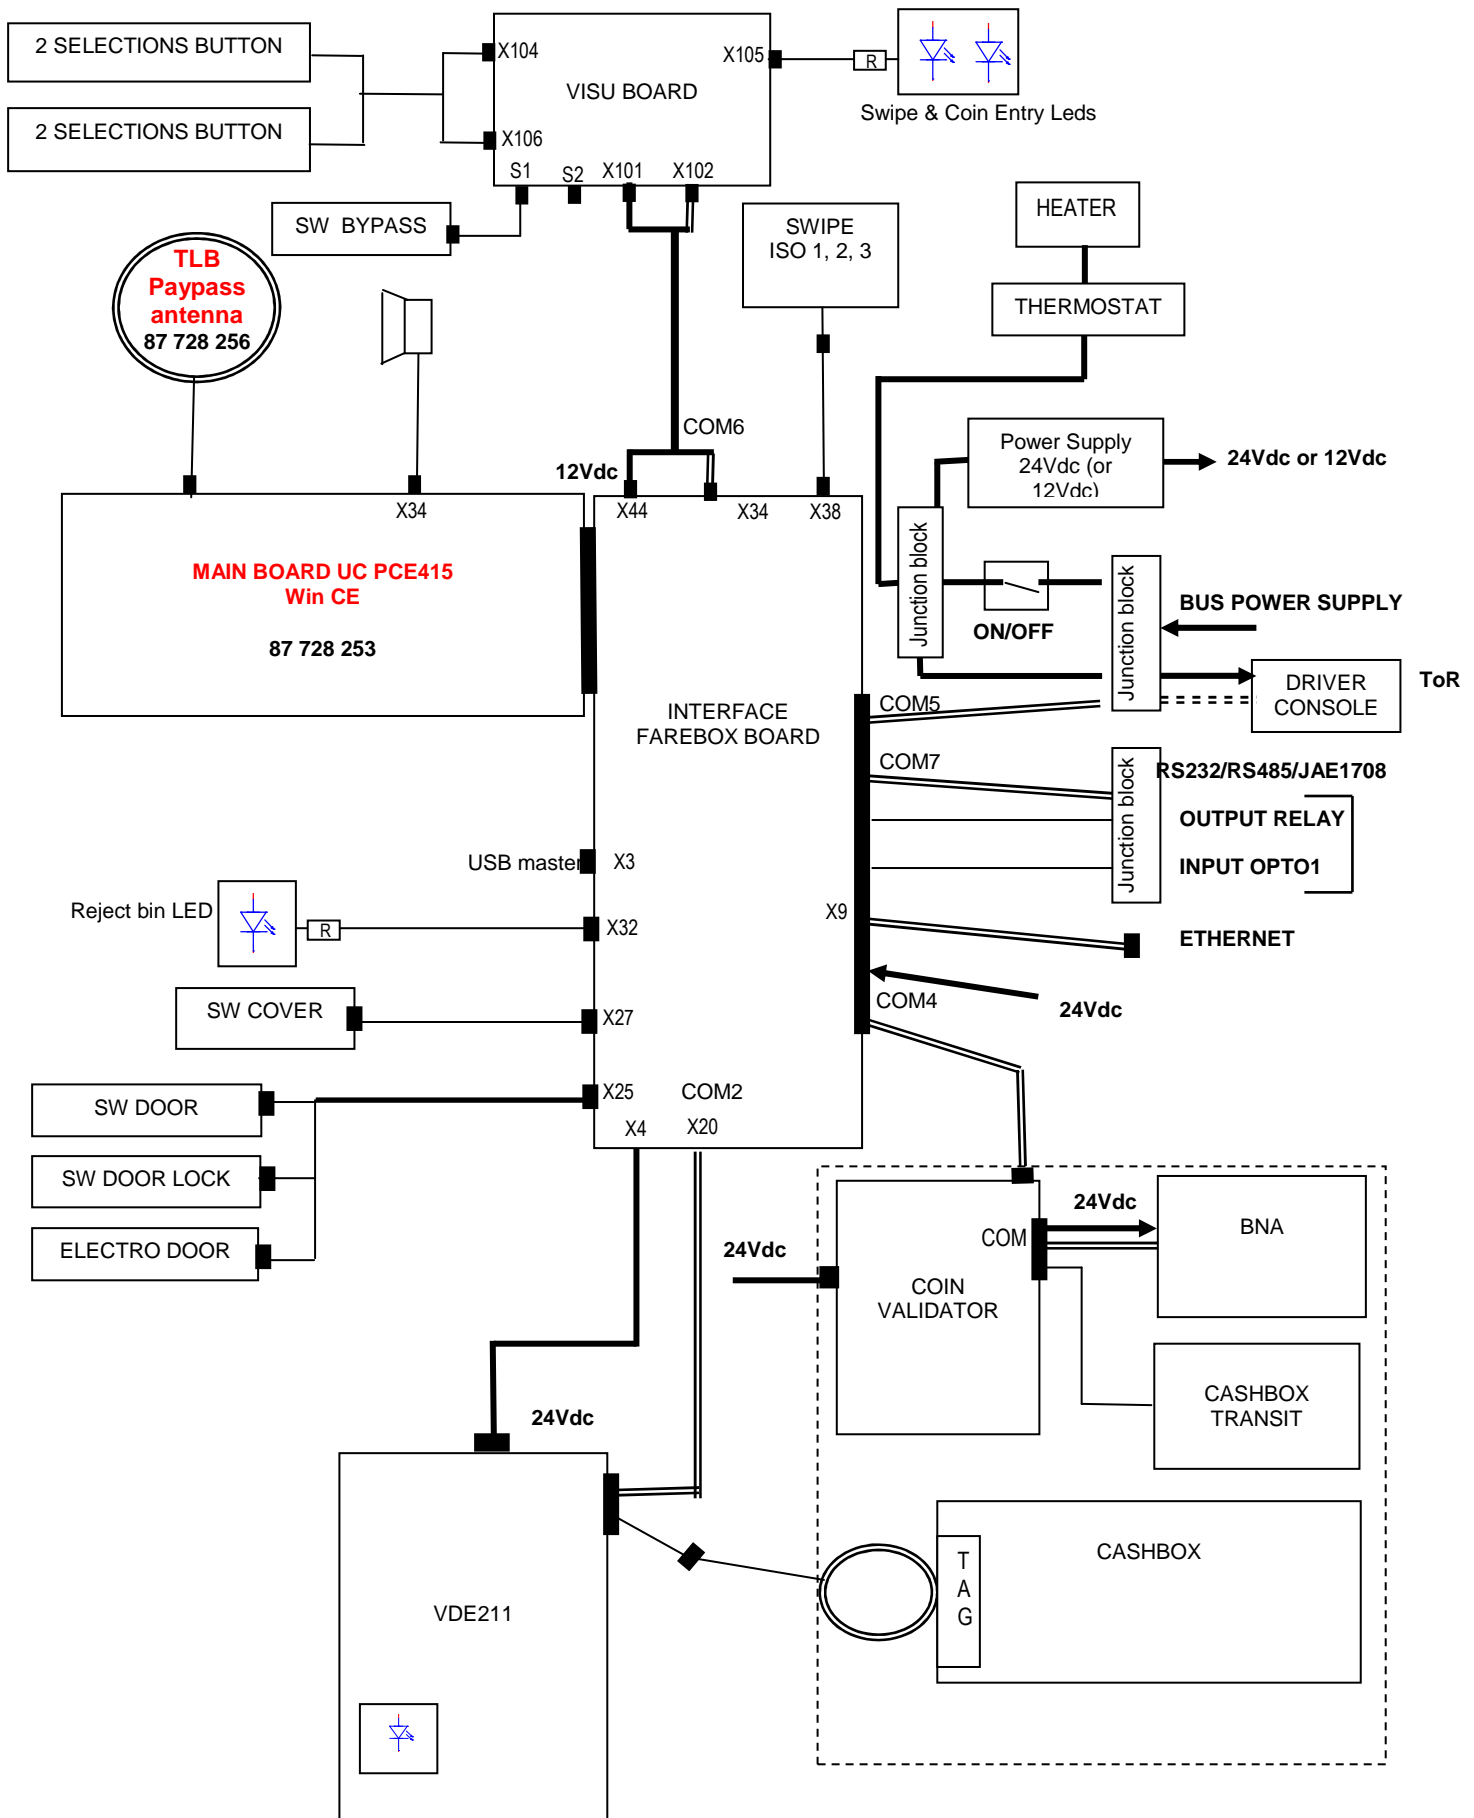 2 SELECTIONS BUTTON
2 SELECTIONS BUTTON
X104
X105
VISU BOARD
X106
S1
S2
X101
X102
R
Swipe & Coin Entry Leds
SW BYPASS
SWIPE
ISO 1, 2, 3
HEATER
THERMOSTAT
TLB
Paypass
antenna
87 728 256
COM6
12Vdc
Power Supply
24Vdc (or
12Vdc)
24Vdc or 12Vdc
X34
X44
X34
X38
MAIN BOARD UC PCE415
Win CE
87 728 253
Junction block
ON/OFF
Junction block
BUS POWER SUPPLY
DRIVER
CONSOLE
ToR
INTERFACE
FAREBOX BOARD
COM5
COM7
Junction block
RS232/RS485/JAE1708
OUTPUT RELAY
INPUT OPTO1
USB master
X3
Reject bin LED
R
X32
X9
ETHERNET
SW COVER
X27
COM4
24Vdc
SW DOOR
X25
COM2
X4
X20
SW DOOR LOCK
ELECTRO DOOR
24Vdc
COM
24Vdc
BNA
COIN
VALIDATOR
CASHBOX
TRANSIT
24Vdc
VDE211
T
A
G
CASHBOX